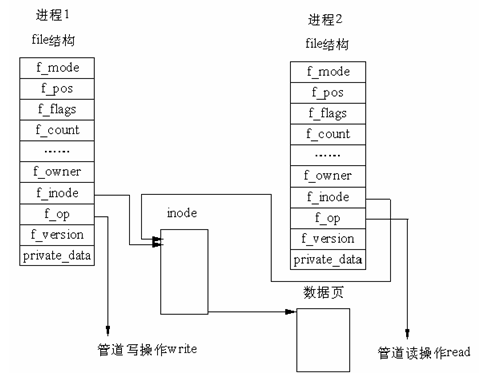 进程1
file结构
f_mode
f_pos
f_flags
f_count
……
f_owner
f_inode
f_op
f_version
private_data
管道写操作write
inode
进程2
file结构
f_mode
f_pos
f_flags
f_count
……
f_owner
f_inode
f_op
f_version
private_data
数据页
管道读操作read